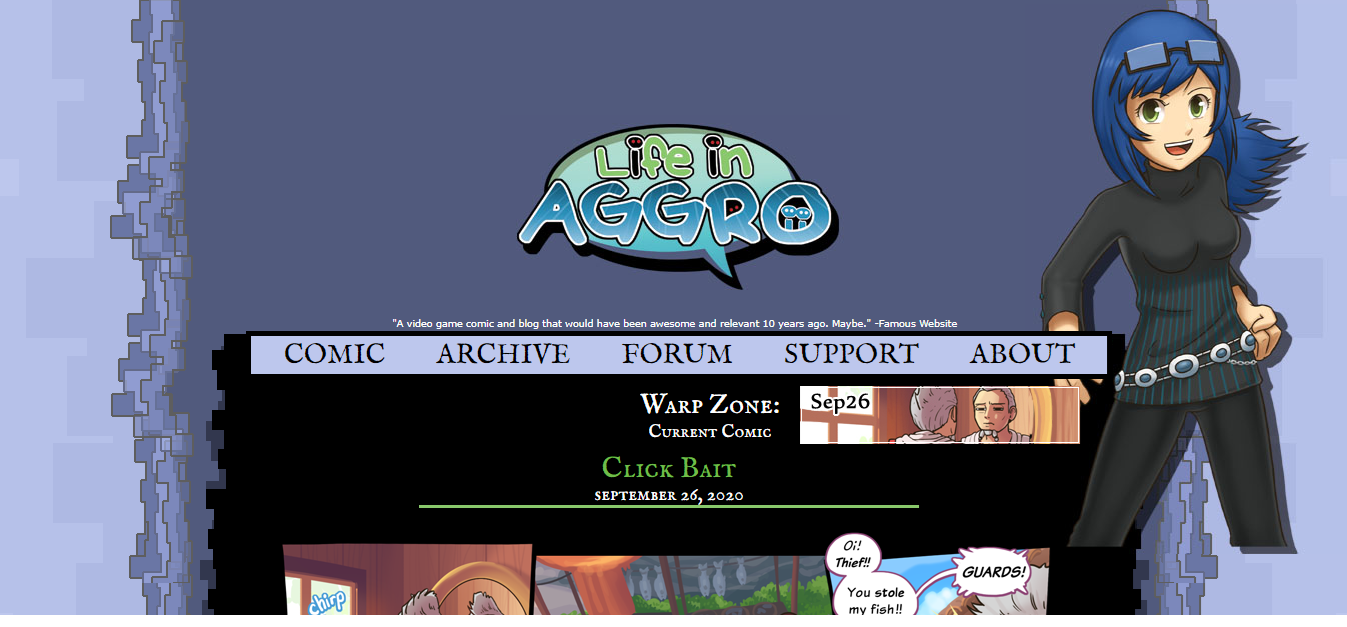 Life in
AGGRO
"A video game comic and blog that would have been awesome and relevant 10 years ago. Maybe." -Famous Website
COMIC ARCHIVE FORUM SUPPORT ABOUT
Warp Zone:
Current Comic
Sep26
Click Bait
september 26, 2020
chirp
Oi!
Thief!!
You stole
my fish!!
GUARDS!